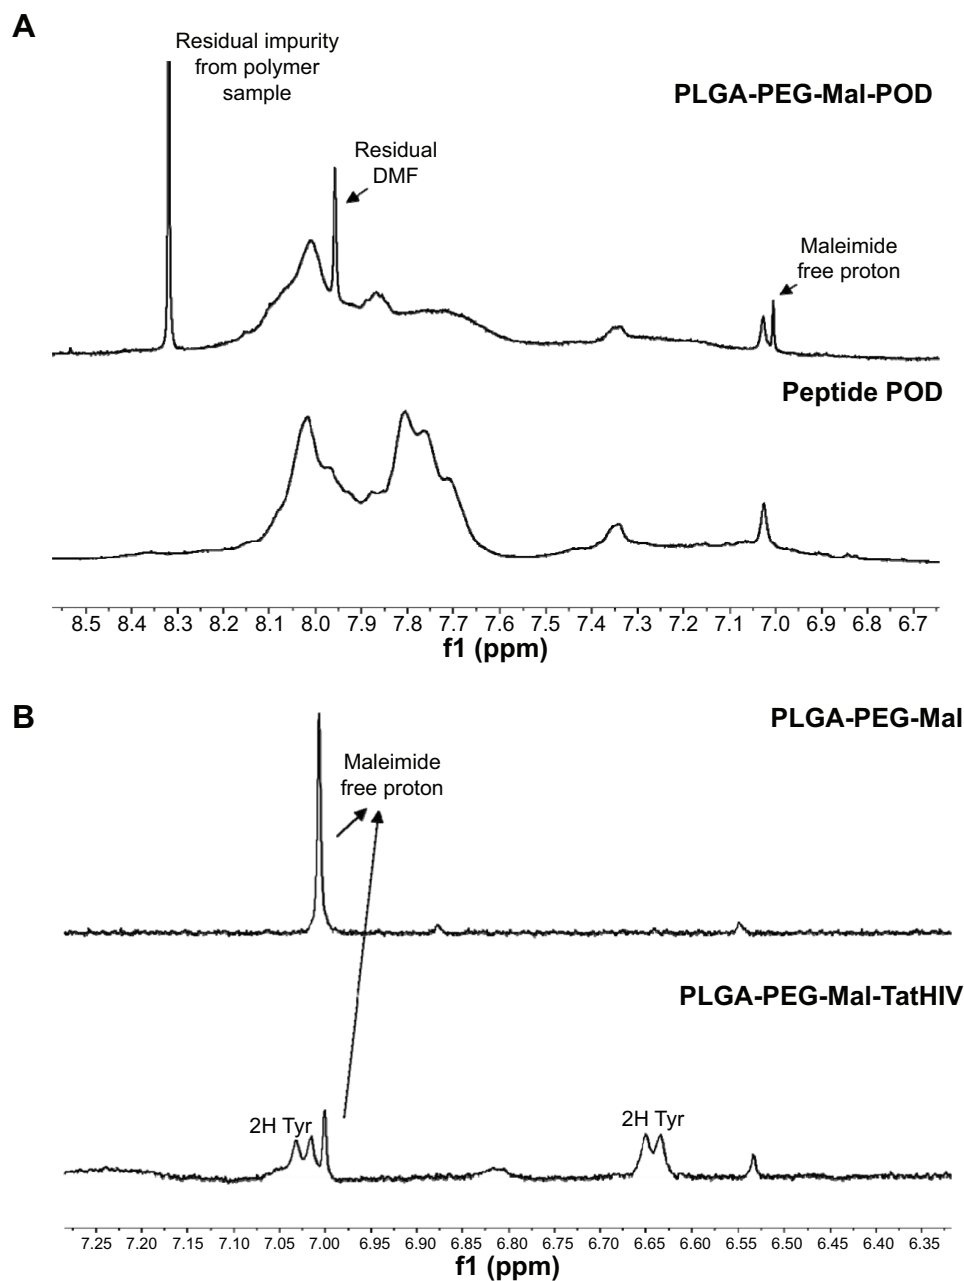 A
Residual impurity
from polymer
sample
PLGA-PEG-Mal-POD
Residual
DMF
Maleimide
free proton
Peptide POD
8.5 8.4 8.3 8.2 8.1 8.0 7.9 7.8 7.7 7.6 7.5 7.4 7.3 7.2 7.1 7.0 6.9 6.8 6.7
f1 (ppm)
B
PLGA-PEG-Mal
Maleimide
free proton
PLGA-PEG-Mal-TatHIV
2H Tyr
2H Tyr
7.25 7.20 7.15 7.10 7.05 7.00 6.95 6.90 6.85 6.80 6.75 6.70 6.65 6.60 6.55 6.50 6.45 6.40 6.35
f1 (ppm)